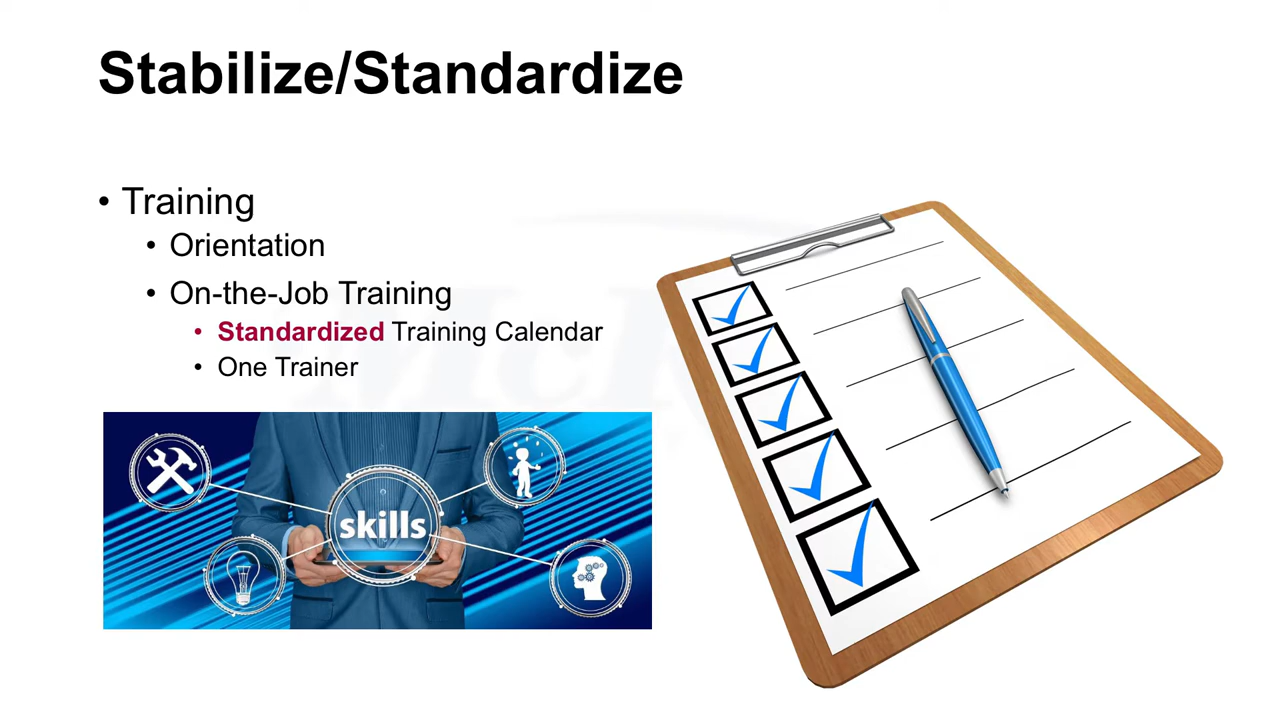 Stabilize/Standardize
• Training
• Orientation
• On-the-Job Training
• Standardized Training Calendar
• One Trainer
skills